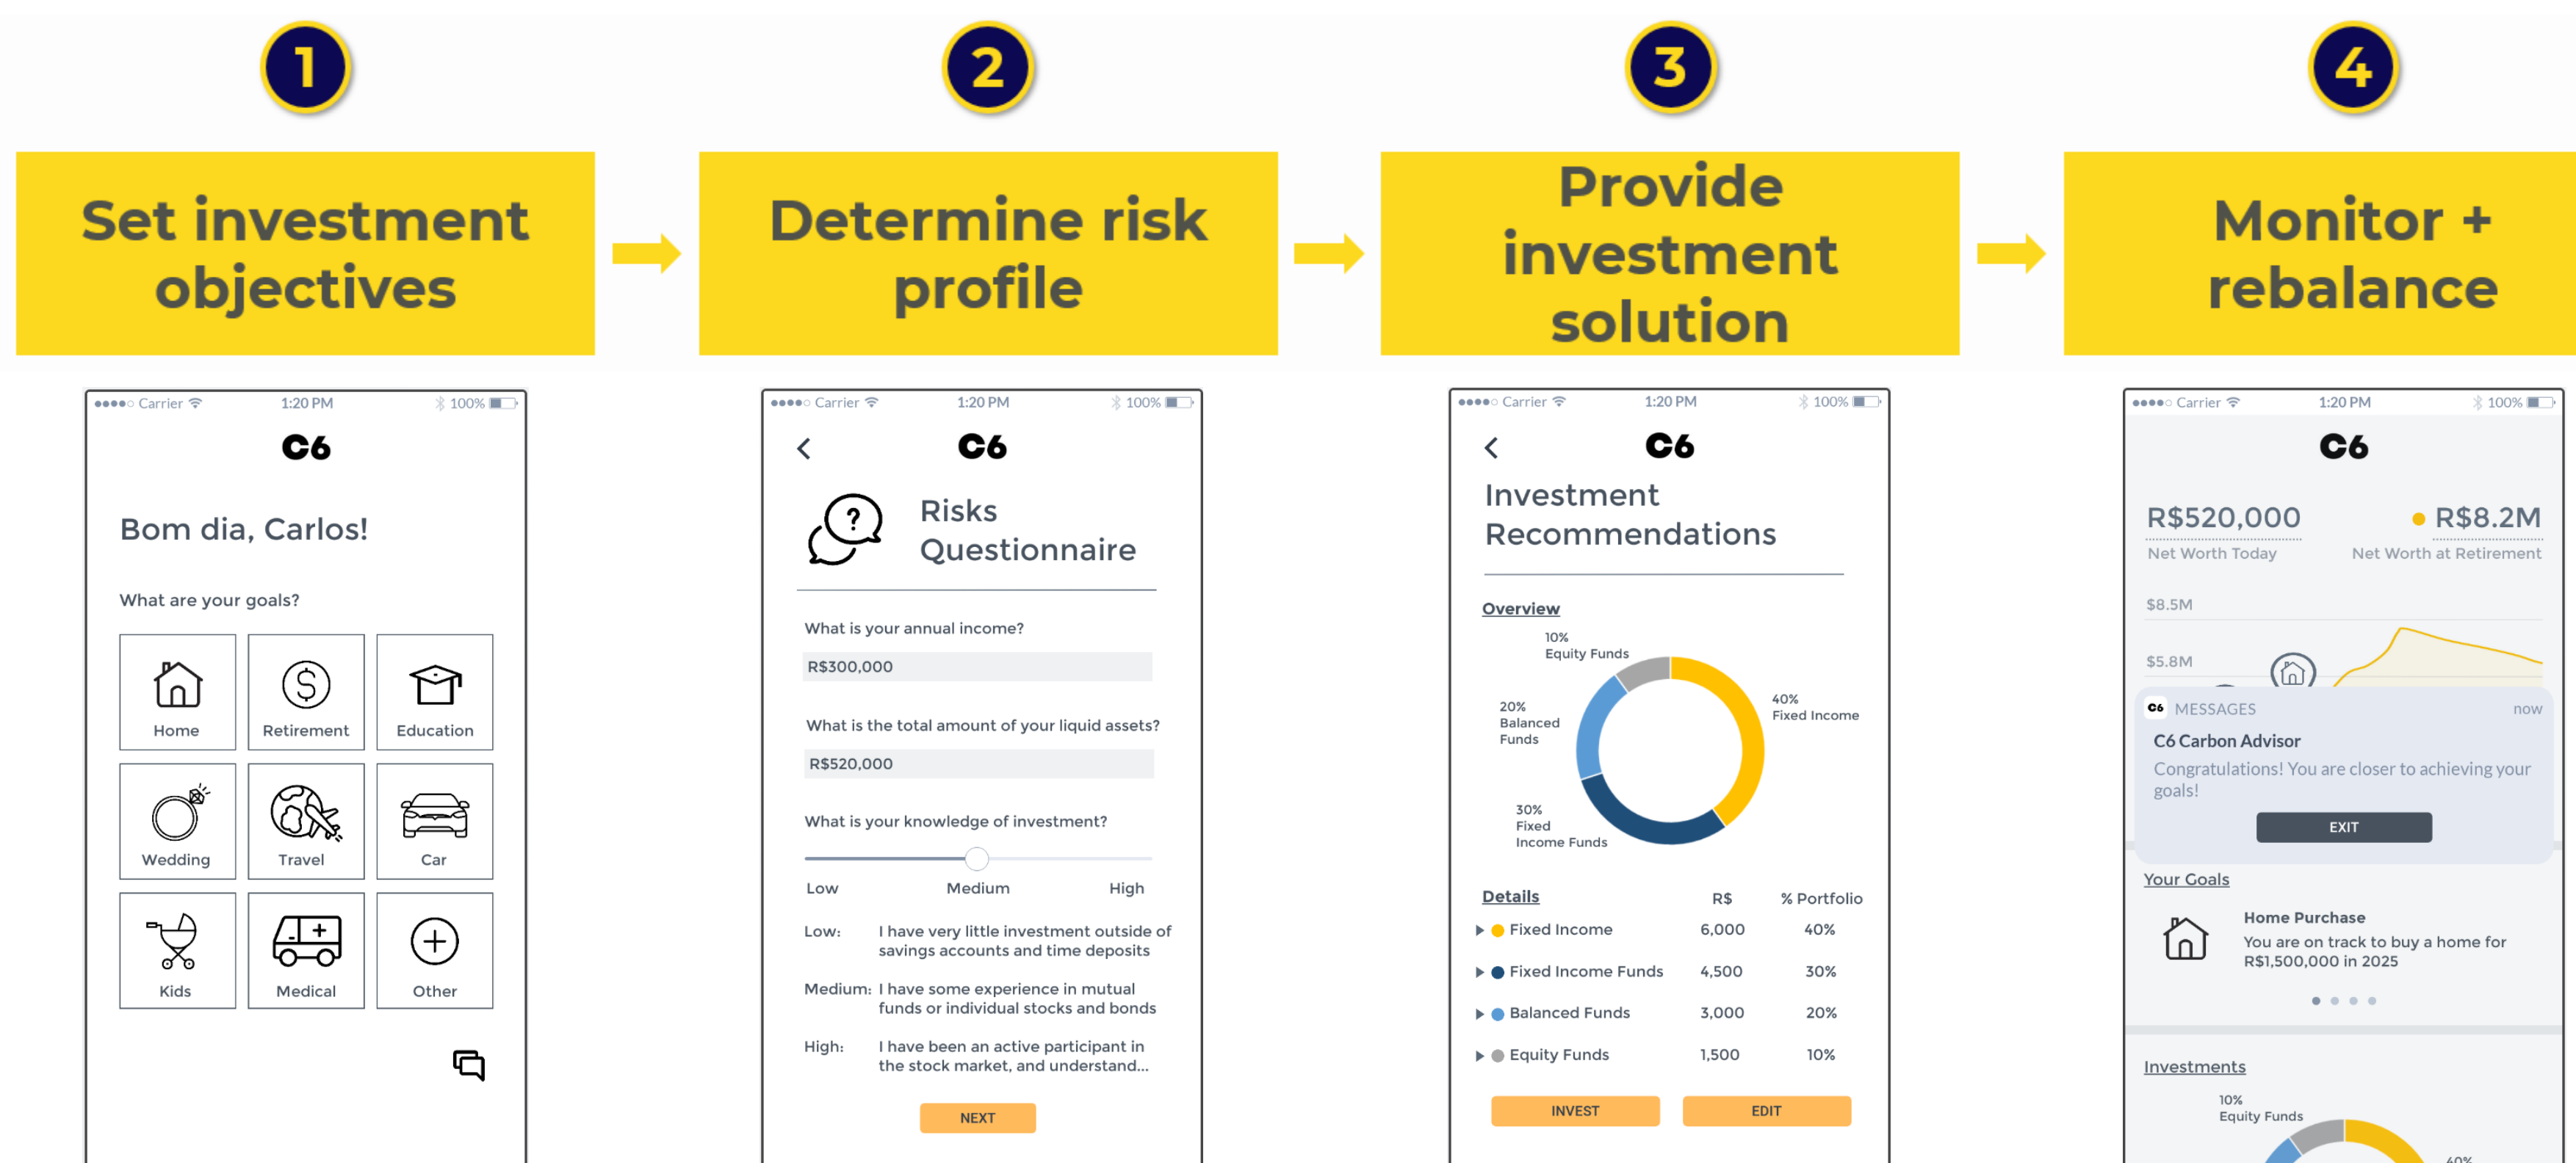 1
2
3
4
Set investment
objectives
Determine risk
profile
Provide
investment
solution
Monitor +
rebalance
Carrier 1:20 PM 100%
C6
Bom dia, Carlos!
What are your goals?
Home Retirement Education
Wedding Travel Car
Kids Medical Other
Carrier 1:20 PM 100%
C6
Risks
Questionnaire
What is your annual income?
R$300,000
What is the total amount of your liquid assets?
R$520,000
What is your knowledge of investment?
Low Medium High
Low: I have very little investment outside of
savings accounts and time deposits
Medium: I have some experience in mutual
funds or individual stocks and bonds
High: I have been an active participant in
the stock market, and understand...
NEXT
Carrier 1:20 PM 100%
C6
Investment
Recommendations
Overview
10%
Equity Funds
40%
Fixed Income
20%
Balanced
Funds
30%
Fixed
Income Funds
Details R$ % Portfolio
Fixed Income 6,000 40%
Fixed Income Funds 4,500 30%
Balanced Funds 3,000 20%
Equity Funds 1,500 10%
INVEST EDIT
Carrier 1:20 PM 100%
C6
R$520,000 R$8.2M
Net Worth Today Net Worth at Retirement
$8.5M
$5.8M
C6 MESSAGES now
C6 Carbon Advisor
Congratulations! You are closer to achieving your
goals!
EXIT
Your Goals
Home Purchase
You are on track to buy a home for
R$1,500,000 in 2025
Investments
10%
Equity Funds
40%